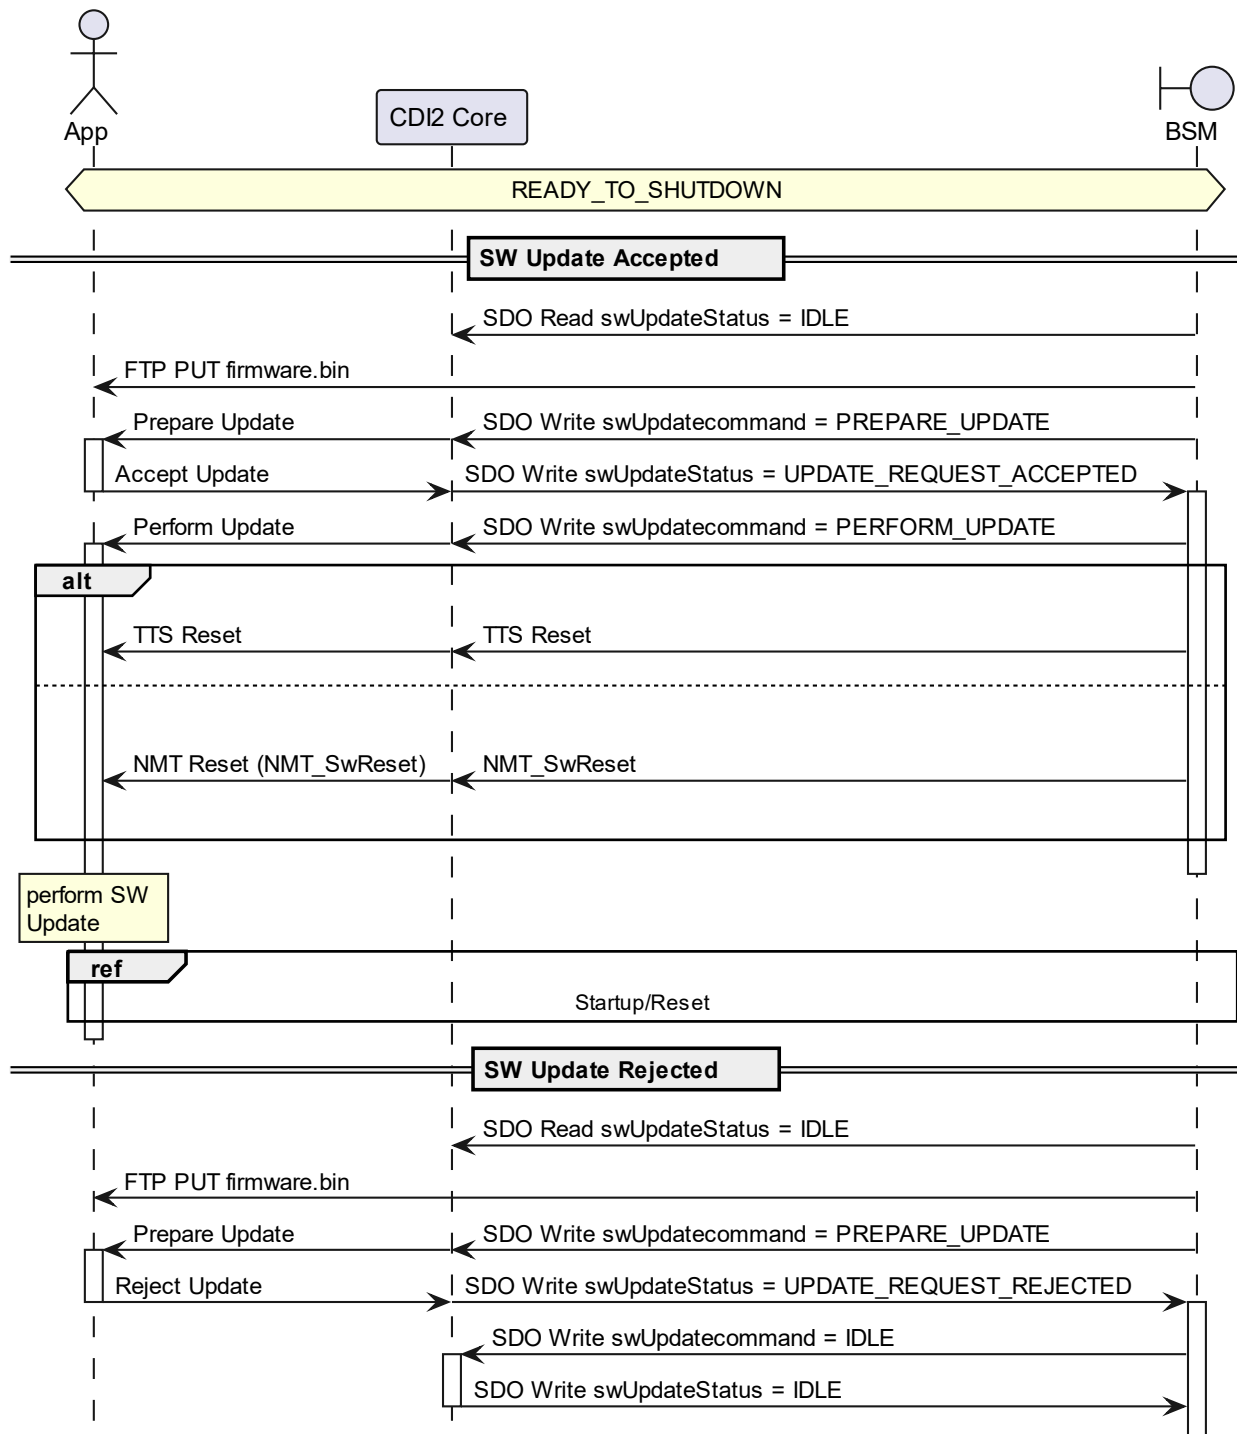 App
CDI2 Core
BSM
READY_TO_SHUTDOWN
SW Update Accepted
SDO Read swUpdateStatus = IDLE
FTP PUT firmware.bin
Prepare Update
SDO Write swUpdatecommand = PREPARE_UPDATE
Accept Update
SDO Write swUpdateStatus = UPDATE_REQUEST_ACCEPTED
Perform Update
SDO Write swUpdatecommand = PERFORM_UPDATE
alt
TTS Reset
TTS Reset
NMT Reset (NMT_SwReset)
NMT_SwReset
perform SW
Update
ref
Startup/Reset
SW Update Rejected
SDO Read swUpdateStatus = IDLE
FTP PUT firmware.bin
Prepare Update
SDO Write swUpdatecommand = PREPARE_UPDATE
Reject Update
SDO Write swUpdateStatus = UPDATE_REQUEST_REJECTED
SDO Write swUpdatecommand = IDLE
SDO Write swUpdateStatus = IDLE